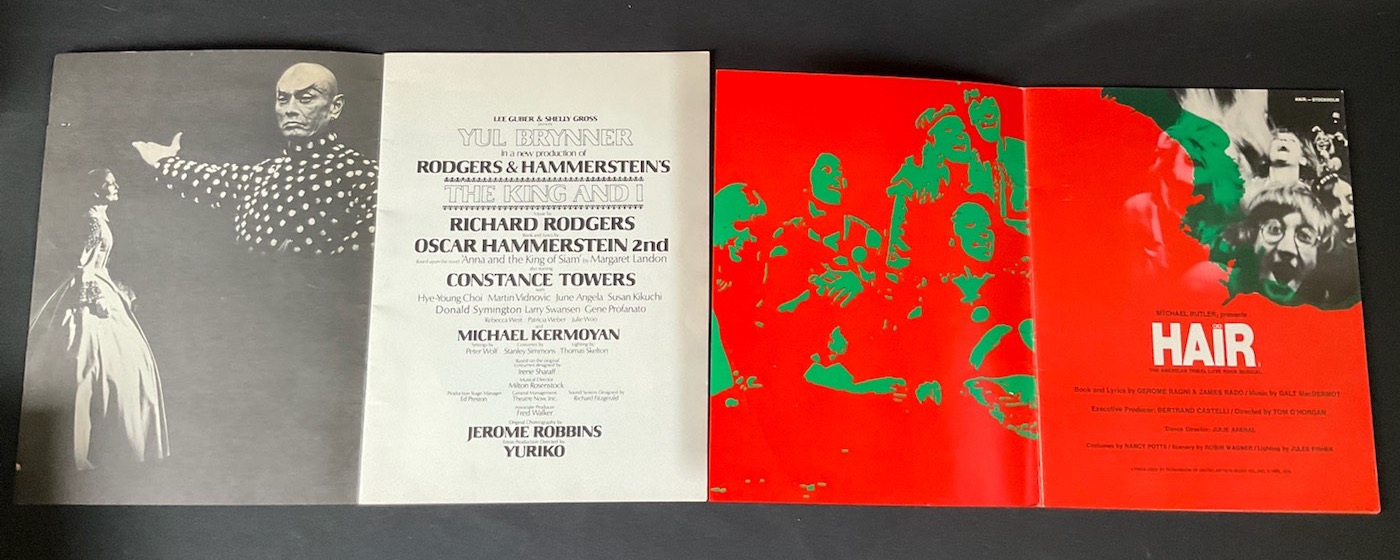 LEE GUBER & SHELLY GROSS
present
YUL BRYNNER
in a new production of
RODGERS & HAMMERSTEIN'S
THE KING AND I
Music by
RICHARD RODGERS
Book and Lyrics by
OSCAR HAMMERSTEIN 2nd
Based upon the novel 'Anna and the King of Siam' by Margaret Landon
also starring
CONSTANCE TOWERS
with
Hye-Young Choi Martin Vidnovic June Angela Susan Kikuchi
Donald Symington Larry Swansen Gene Profanato
Rebecca West Patricia Weber Julie Woo
and
MICHAEL KERMOYAN
Settings by Costumes by Lighting by
Peter Wolf Stanley Simmons Thomas Skelton
Based on the original
costumes designed by
Irene Sharaff
Musical Director
Milton Rosenstock
Production Stage Manager General Management Sound System Designed by
Ed Preston Theatre Now, Inc. Richard Fitzgerald
Associate Producer
Fred Walker
Original Choreography by
JEROME ROBBINS
Entire Production Directed by
YURIKO
HAIR — STOCKHOLM
MICHAEL BUTLER, presents
HAIR
THE AMERICAN TRIBAL LOVE ROCK MUSICAL
Book and Lyrics by GEROME RAGNI & JAMES RADO / Music by GALT MacDERMOT
Executive Producer, BERTRAND CASTELLI / Directed by TOM O'HORGAN
Dance Director, JULIE ARENAL
Costumes by NANCY POTTS / Scenery by ROBIN WAGNER / Lighting by JULES FISHER